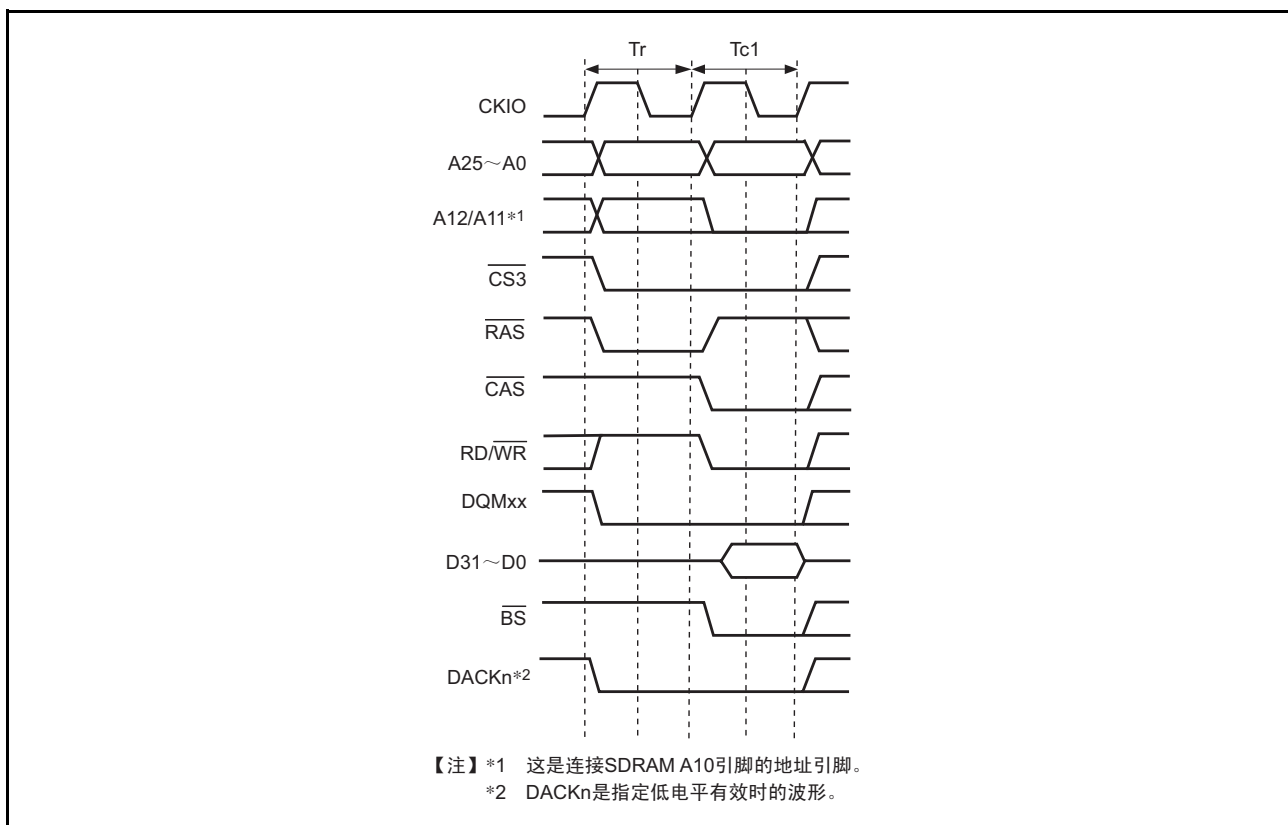 Tr Tc1
CKIO
A25～A0
A12/A11*1
CS3
RAS
CAS
RD/WR
DQMxx
D31～D0
BS
DACKn*2
【注】*1 这是连接SDRAM A10引脚的地址引脚。
*2 DACKn是指定低电平有效时的波形。